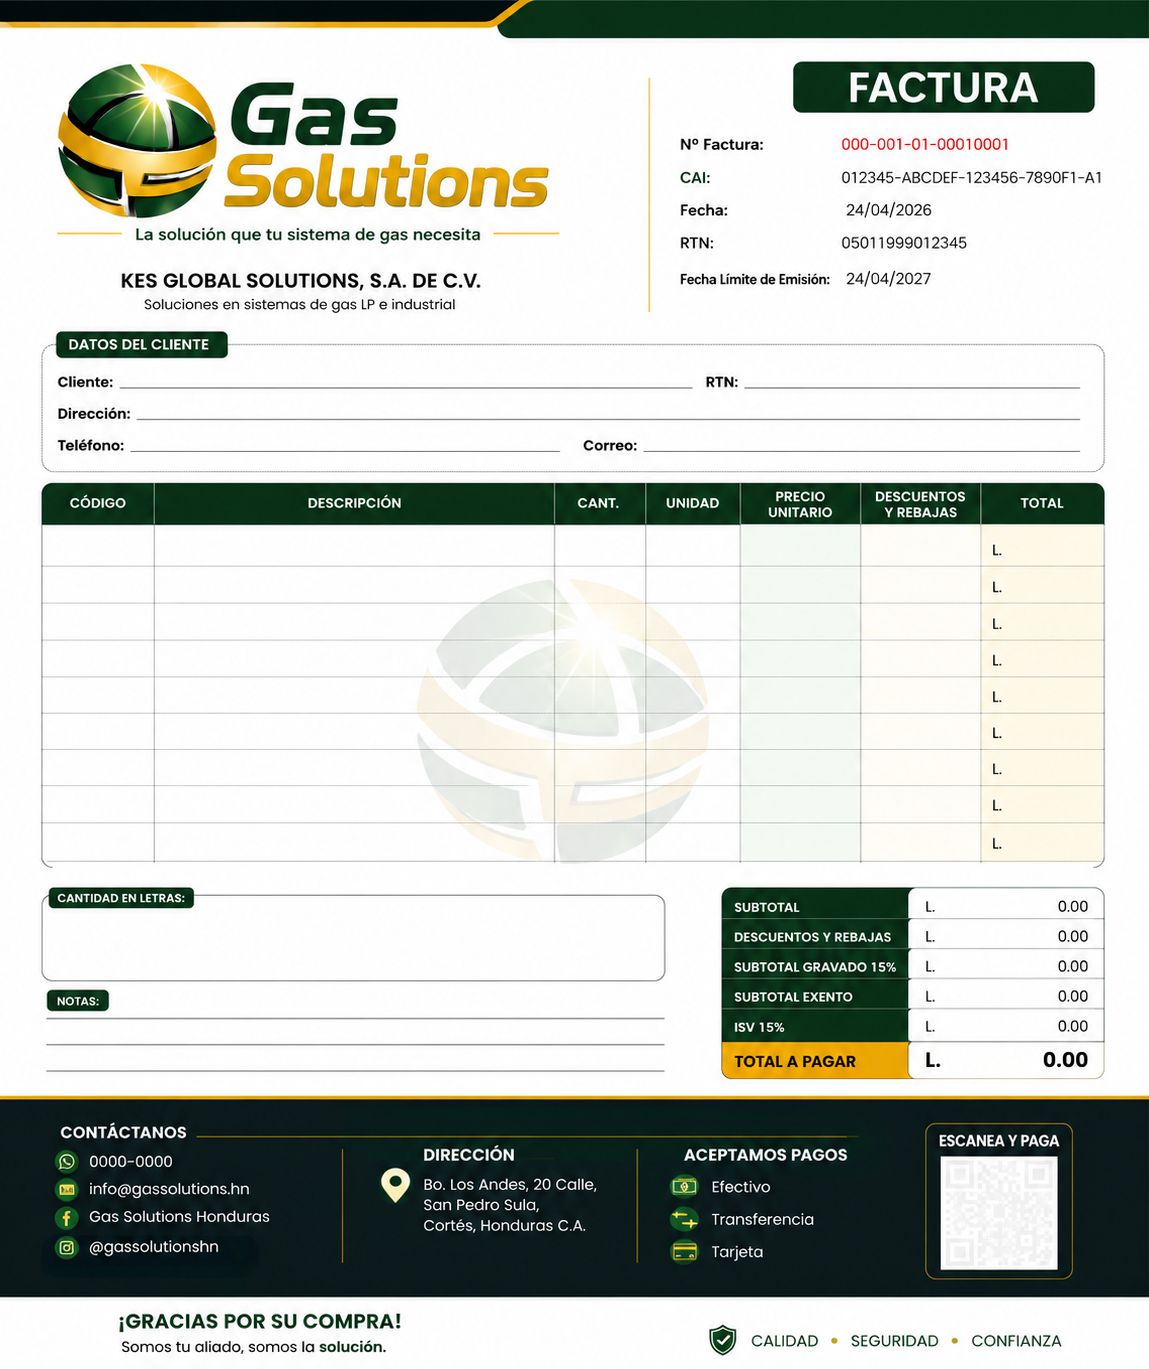 Gas
Solutions
La solución que tu sistema de gas necesita
KES GLOBAL SOLUTIONS, S.A. DE C.V.
Soluciones en sistemas de gas LP e industrial
FACTURA
Nº Factura: 000-001-01-00010001
CAI: 012345-ABCDEF-123456-7890F1-A1
Fecha: 24/04/2026
RTN: 05011999012345
Fecha Límite de Emisión: 24/04/2027
DATOS DEL CLIENTE
Cliente: RTN:
Dirección:
Teléfono: Correo:
CÓDIGO DESCRIPCIÓN CANT. UNIDAD PRECIO UNITARIO DESCUENTOS Y REBAJAS TOTAL
L.
L.
L.
L.
L.
L.
L.
L.
L.
CANTIDAD EN LETRAS:
NOTAS:
SUBTOTAL L. 0.00
DESCUENTOS Y REBAJAS L. 0.00
SUBTOTAL GRAVADO 15% L. 0.00
SUBTOTAL EXENTO L. 0.00
ISV 15% L. 0.00
TOTAL A PAGAR L. 0.00
CONTÁCTANOS
0000-0000
info@gassolutions.hn
Gas Solutions Honduras
@gassolutionshn
DIRECCIÓN
Bo. Los Andes, 20 Calle,
San Pedro Sula,
Cortés, Honduras C.A.
ACEPTAMOS PAGOS
Efectivo
Transferencia
Tarjeta
ESCANEA Y PAGA
¡GRACIAS POR SU COMPRA!
Somos tu aliado, somos la solución.
CALIDAD • SEGURIDAD • CONFIANZA